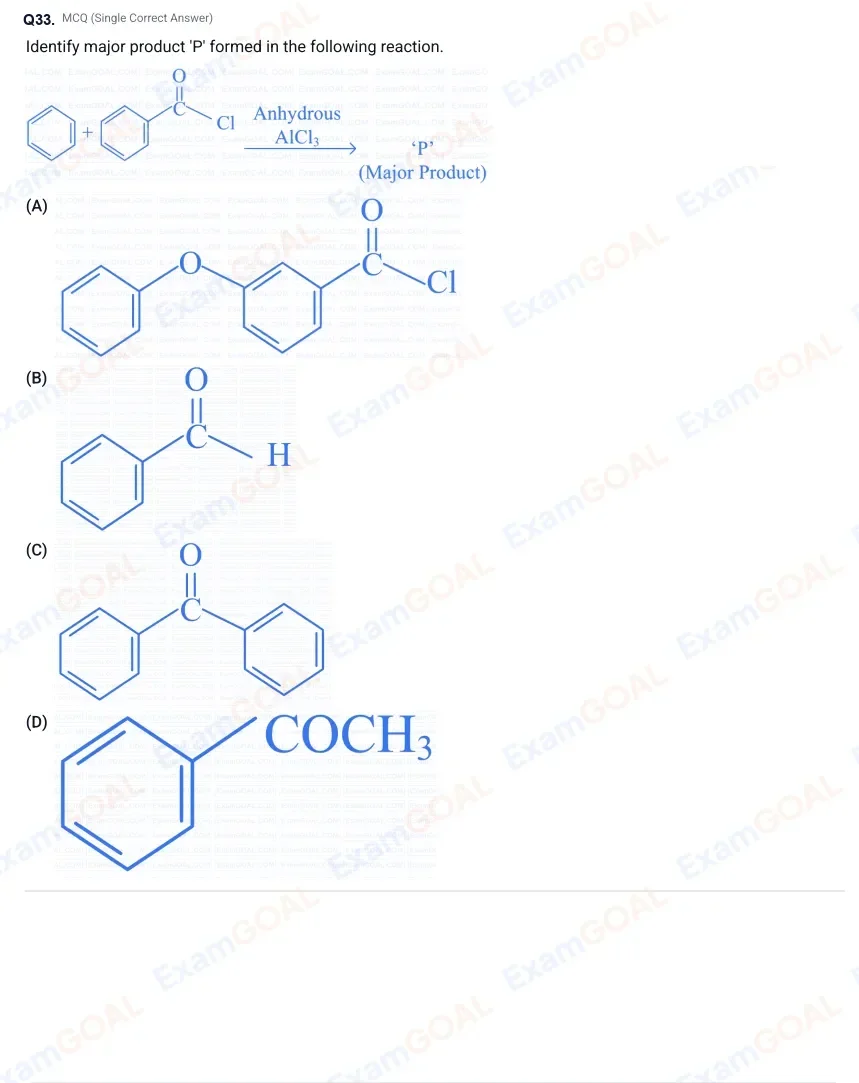 Q33. MCQ (Single Correct Answer)
Identify major product 'P' formed in the following reaction.
O
C
Cl
+
Anhydrous
AlCl₃
‘P’
(Major Product)
(A)
O
O
C
Cl
(B)
O
C
H
(C)
O
C
(D)
COCH₃
ExamGOAL